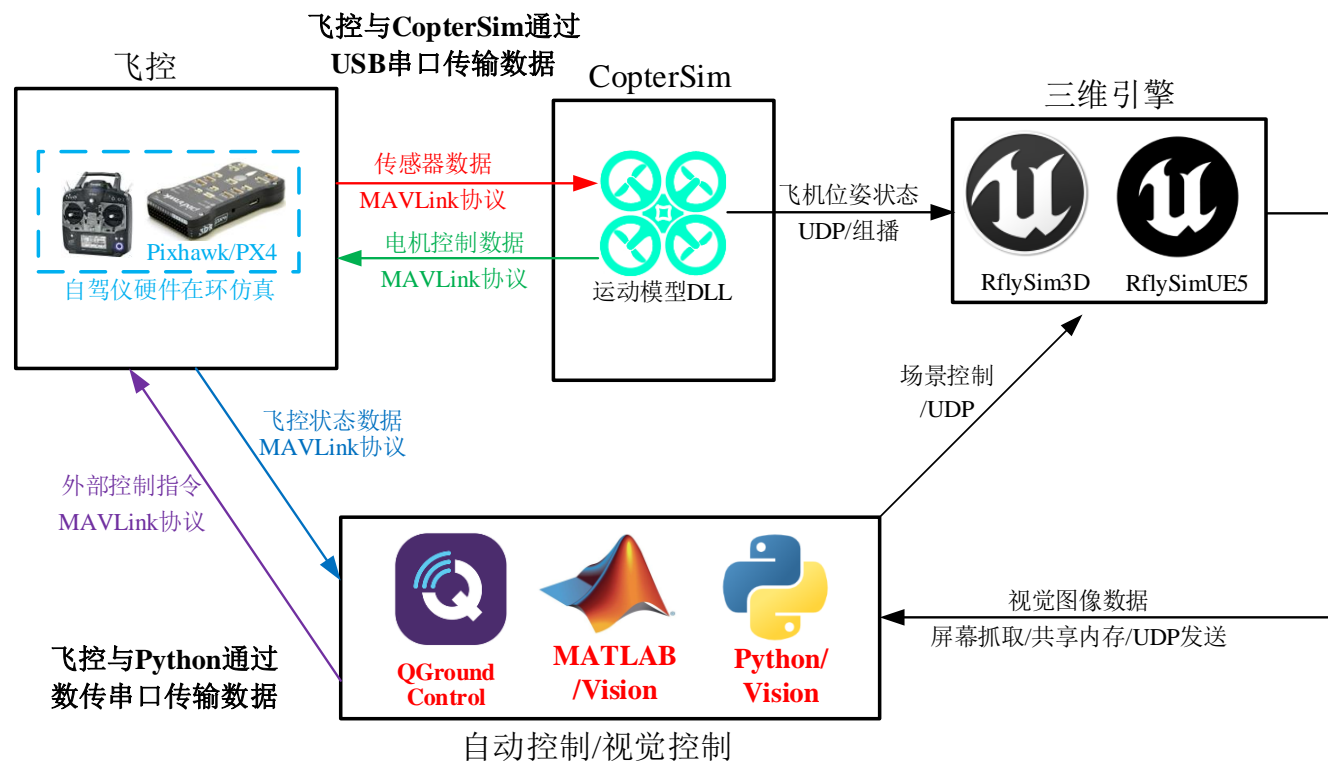 飞控与CopterSim通过
USB串口传输数据
飞控
CopterSim
三维引擎
传感器数据
MAVLink协议
电机控制数据
MAVLink协议
Pixhawk/PX4
自驾仪硬件在环仿真
运动模型DLL
飞机位姿状态
UDP/组播
RflySim3D
RflySimUE5
场景控制
/UDP
飞控状态数据
MAVLink协议
外部控制指令
MAVLink协议
视觉图像数据
屏幕抓取/共享内存/UDP发送
飞控与Python通过
数传串口传输数据
QGround
Control
MATLAB
/Vision
Python/
Vision
自动控制/视觉控制